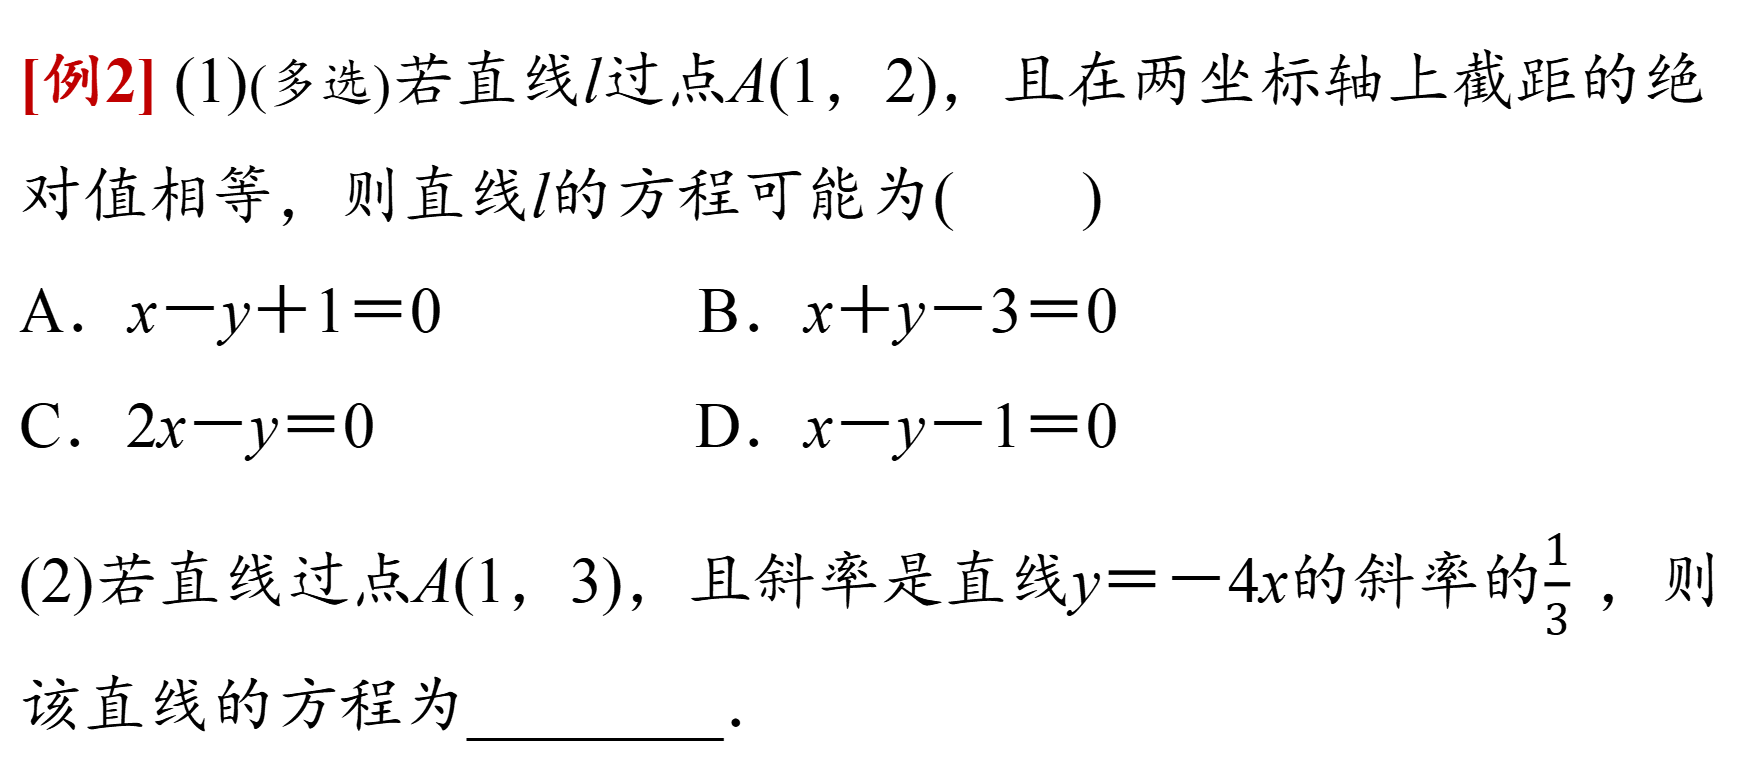 [例2] (1)(多选)若直线l过点A(1，2)，且在两坐标轴上截距的绝
对值相等，则直线l的方程可能为(　　)
A．x－y＋1＝0　　B．x＋y－3＝0
C．2x－y＝0　　D．x－y－1＝0
(2)若直线过点A(1，3)，且斜率是直线y＝－4x的斜率的1/3，则
该直线的方程为________．